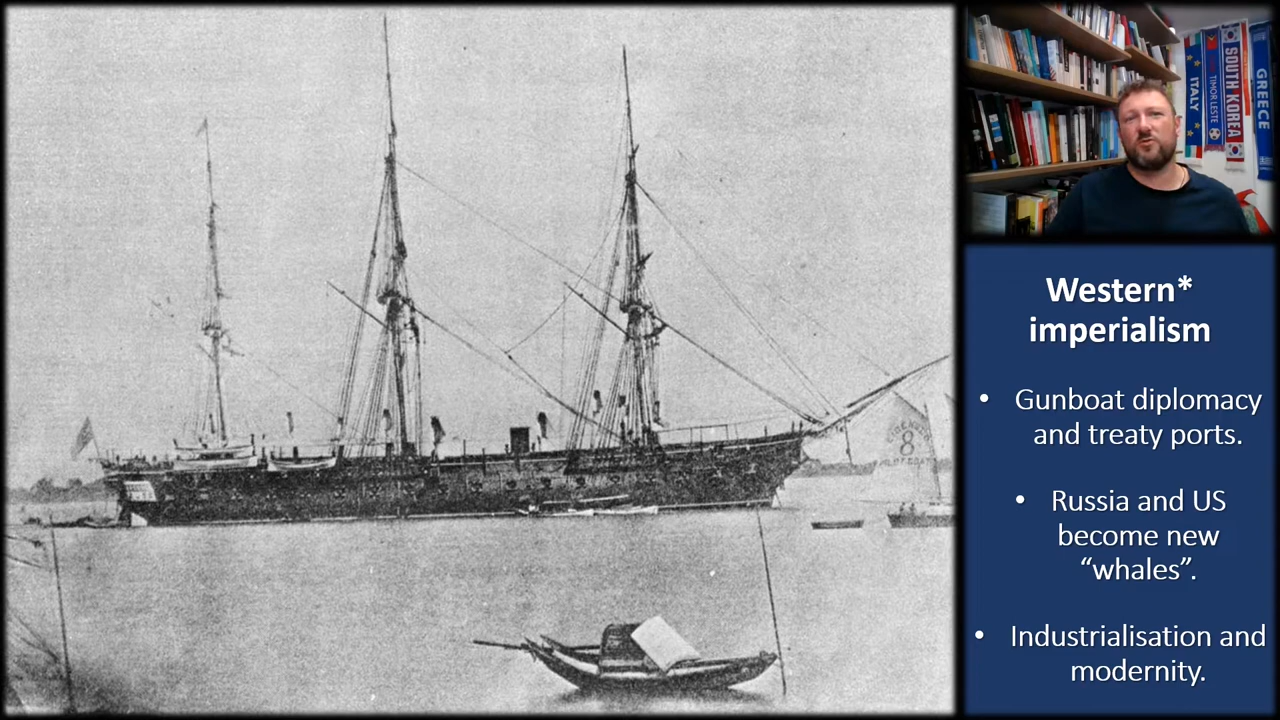 ITALY
TIMOR LESTE
SOUTH KOREA
GREECE
Western*
imperialism
• Gunboat diplomacy
and treaty ports.
• Russia and US
become new
“whales”.
• Industrialisation and
modernity.
8